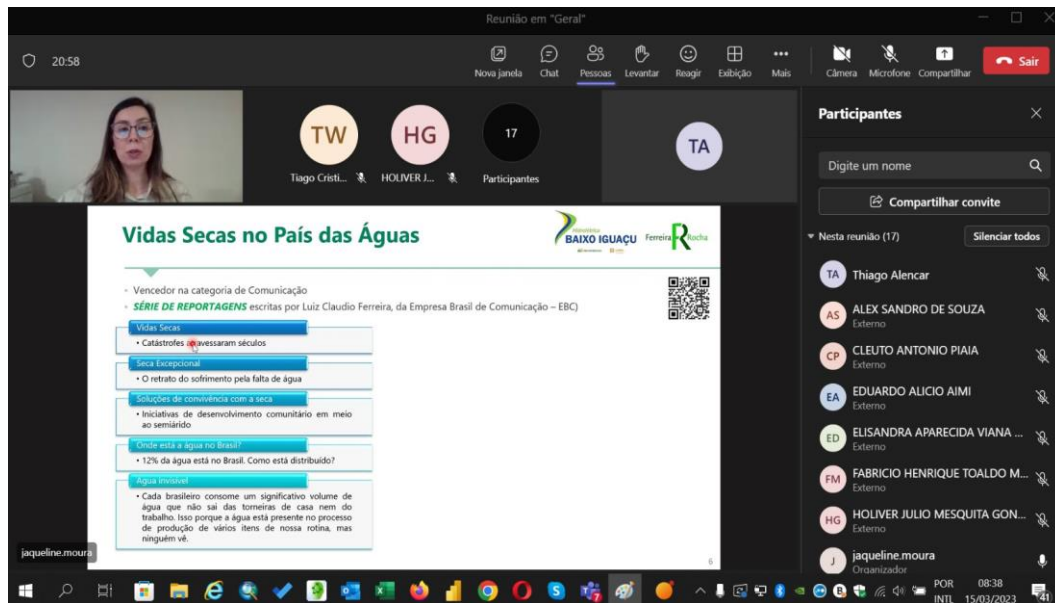 Reunião em "Geral"
20:58
Nova janela
Chat
Pessoas
Levantar
Reagir
Exibição
Mais
Câmera
Microfone
Compartilhar
Sair
TW
Tiago Cristi...
HG
HOLIVER J...
17
Participantes
TA
Participantes
Digite um nome
Compartilhar convite
Nesta reunião (17)
Silenciar todos
TA
Thiago Alencar
AS
ALEX SANDRO DE SOUZA
Externo
CP
CLEUTO ANTONIO PIAIA
Externo
EA
EDUARDO ALICIO AIMI
Externo
ED
ELISANDRA APARECIDA VIANA ...
Externo
FM
FABRICIO HENRIQUE TOALDO M...
Externo
HG
HOLIVER JULIO MESQUITA GON...
Externo
J
jaqueline.moura
Organizador
Vidas Secas no País das Águas
BAIXO IGUAÇU
Ferreira Rocha
Vencedor na categoria de Comunicação
SÉRIE DE REPORTAGENS escritas por Luiz Claudio Ferreira, da Empresa Brasil de Comunicação – EBC)
Vidas Secas
• Catástrofes atravessaram séculos
Seca Excepcional
• O retrato do sofrimento pela falta de água
Soluções de convivência com a seca
• Iniciativas de desenvolvimento comunitário em meio
ao semiárido
Onde está a água no Brasil?
• 12% da água está no Brasil. Como está distribuído?
Água invisível
• Cada brasileiro consome um significativo volume de
água que não sai das torneiras de casa nem do
trabalho. Isso porque a água está presente no processo
de produção de vários itens de nossa rotina, mas
ninguém vê.
6
jaqueline.moura
POR
INTL
08:38
15/03/2023
41